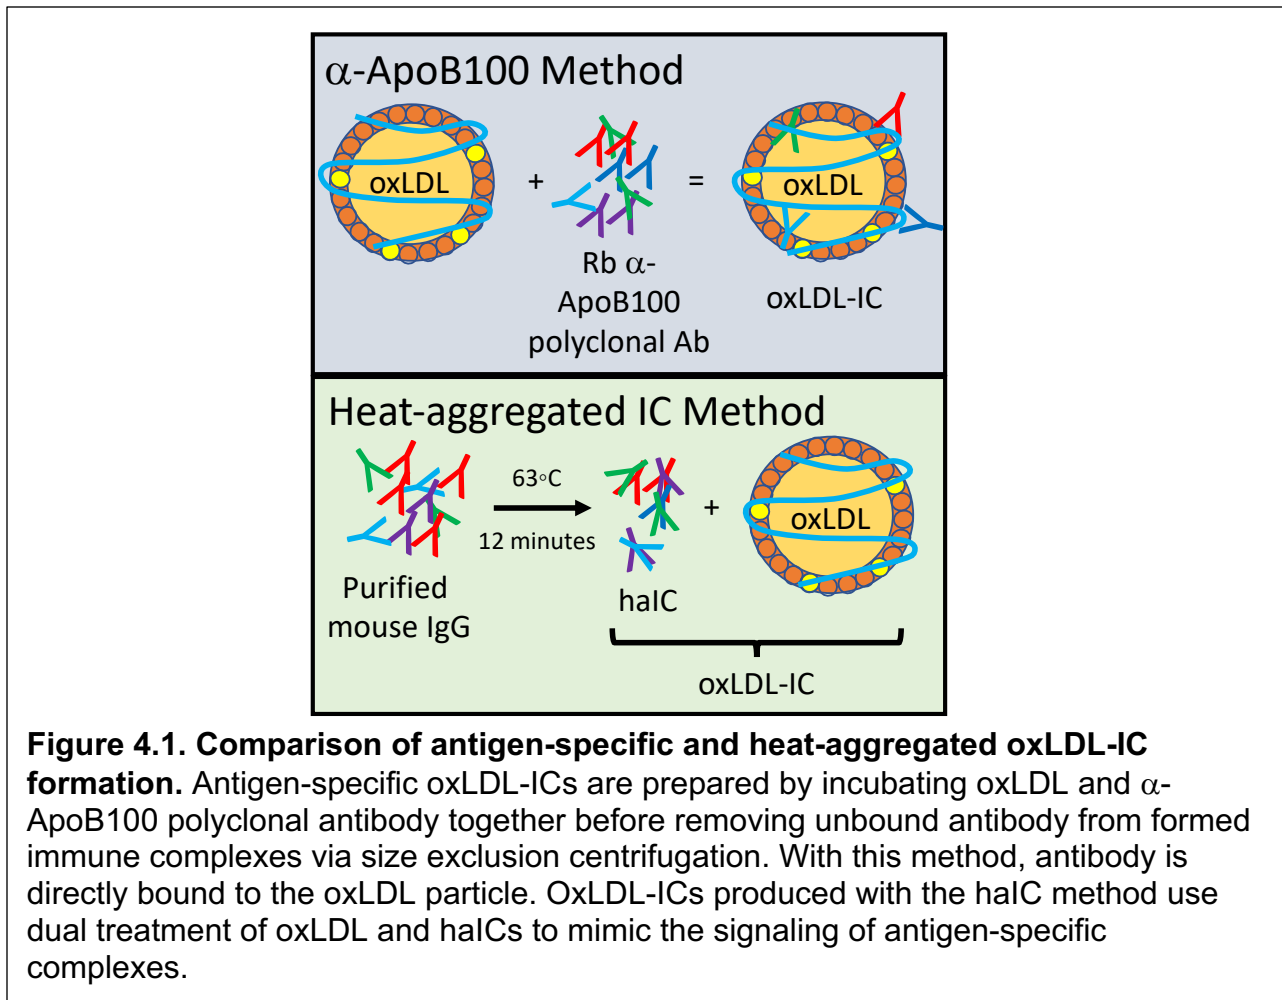 α-ApoB100 Method
oxLDL
+
=
oxLDL
Rb α-
ApoB100
polyclonal Ab
oxLDL-IC
Heat-aggregated IC Method
63°C
12 minutes
+
oxLDL
Purified
mouse IgG
haIC
oxLDL-IC
Figure 4.1. Comparison of antigen-specific and heat-aggregated oxLDL-IC
formation. Antigen-specific oxLDL-ICs are prepared by incubating oxLDL and α-
ApoB100 polyclonal antibody together before removing unbound antibody from formed
immune complexes via size exclusion centrifugation. With this method, antibody is
directly bound to the oxLDL particle. OxLDL-ICs produced with the haIC method use
dual treatment of oxLDL and haICs to mimic the signaling of antigen-specific
complexes.